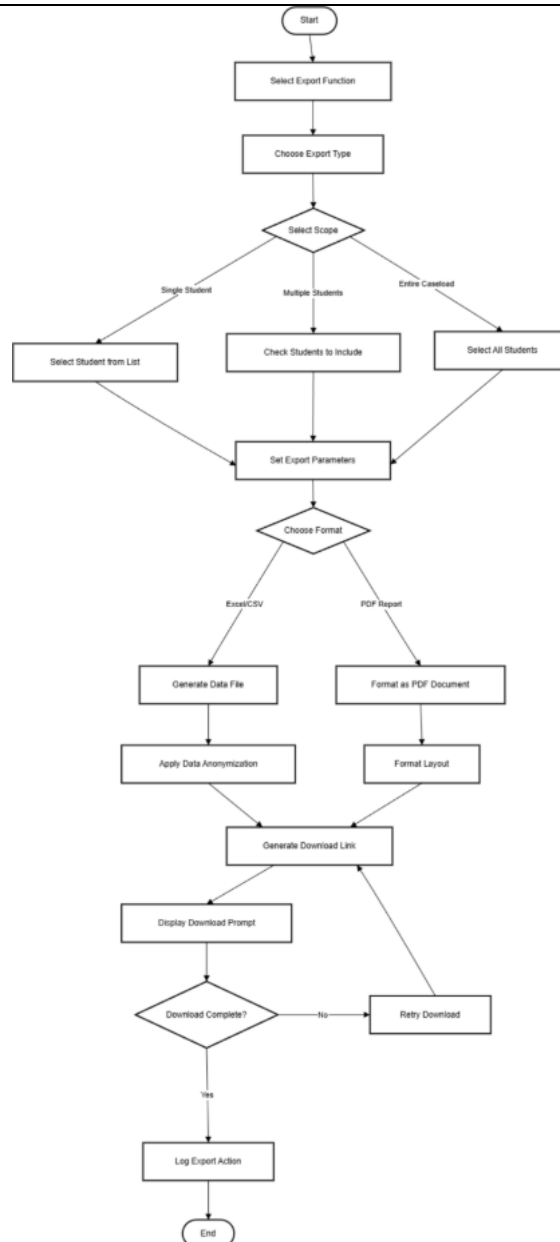 Start
Select Export Function
Choose Export Type
Select Scope
Single Student
Multiple Students
Entire Caseload
Select Student from List
Check Students to Include
Select All Students
Set Export Parameters
Choose Format
Excel/CSV
PDF Report
Generate Data File
Format as PDF Document
Apply Data Anonymization
Format Layout
Generate Download Link
Display Download Prompt
Download Complete?
No
Retry Download
Yes
Log Export Action
End